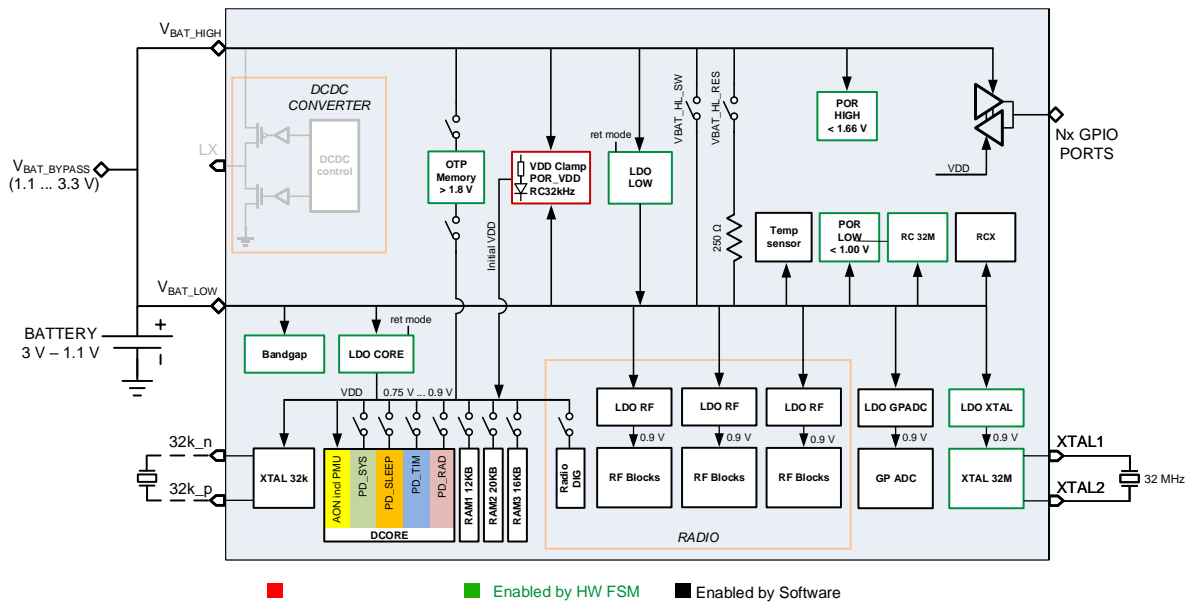 VBAT_HIGH
DCDC
CONVERTER
LX
DCDC
control
VBAT_BYPASS
(1.1 ... 3.3 V)
OTP
Memory
> 1.8 V
VDD Clamp
POR_VDD
RC32kHz
Initial VDD
ret mode
LDO
LOW
VBAT_HL_SW
VBAT_HL_RES
250 Ω
POR
HIGH
< 1.66 V
VDD
Nx GPIO
PORTS
Temp
sensor
POR
LOW
< 1.00 V
RC 32M
RCX
VBAT_LOW
BATTERY
3 V – 1.1 V
+
Bandgap
ret mode
LDO CORE
VDD
0.75 V ... 0.9 V
32k_n
32k_p
XTAL 32k
AON incl PMU
PD_SYS
PD_SLEEP
PD_TIM
PD_RAD
DCORE
RAM1 12KB
RAM2 20KB
RAM3 16KB
Radio
DIG
LDO RF
LDO RF
LDO RF
LDO GPADC
LDO XTAL
0.9 V
0.9 V
0.9 V
0.9 V
0.9 V
RF Blocks
RF Blocks
RF Blocks
GP ADC
XTAL 32M
RADIO
XTAL1
XTAL2
32 MHz
Enabled by HW FSM
Enabled by Software